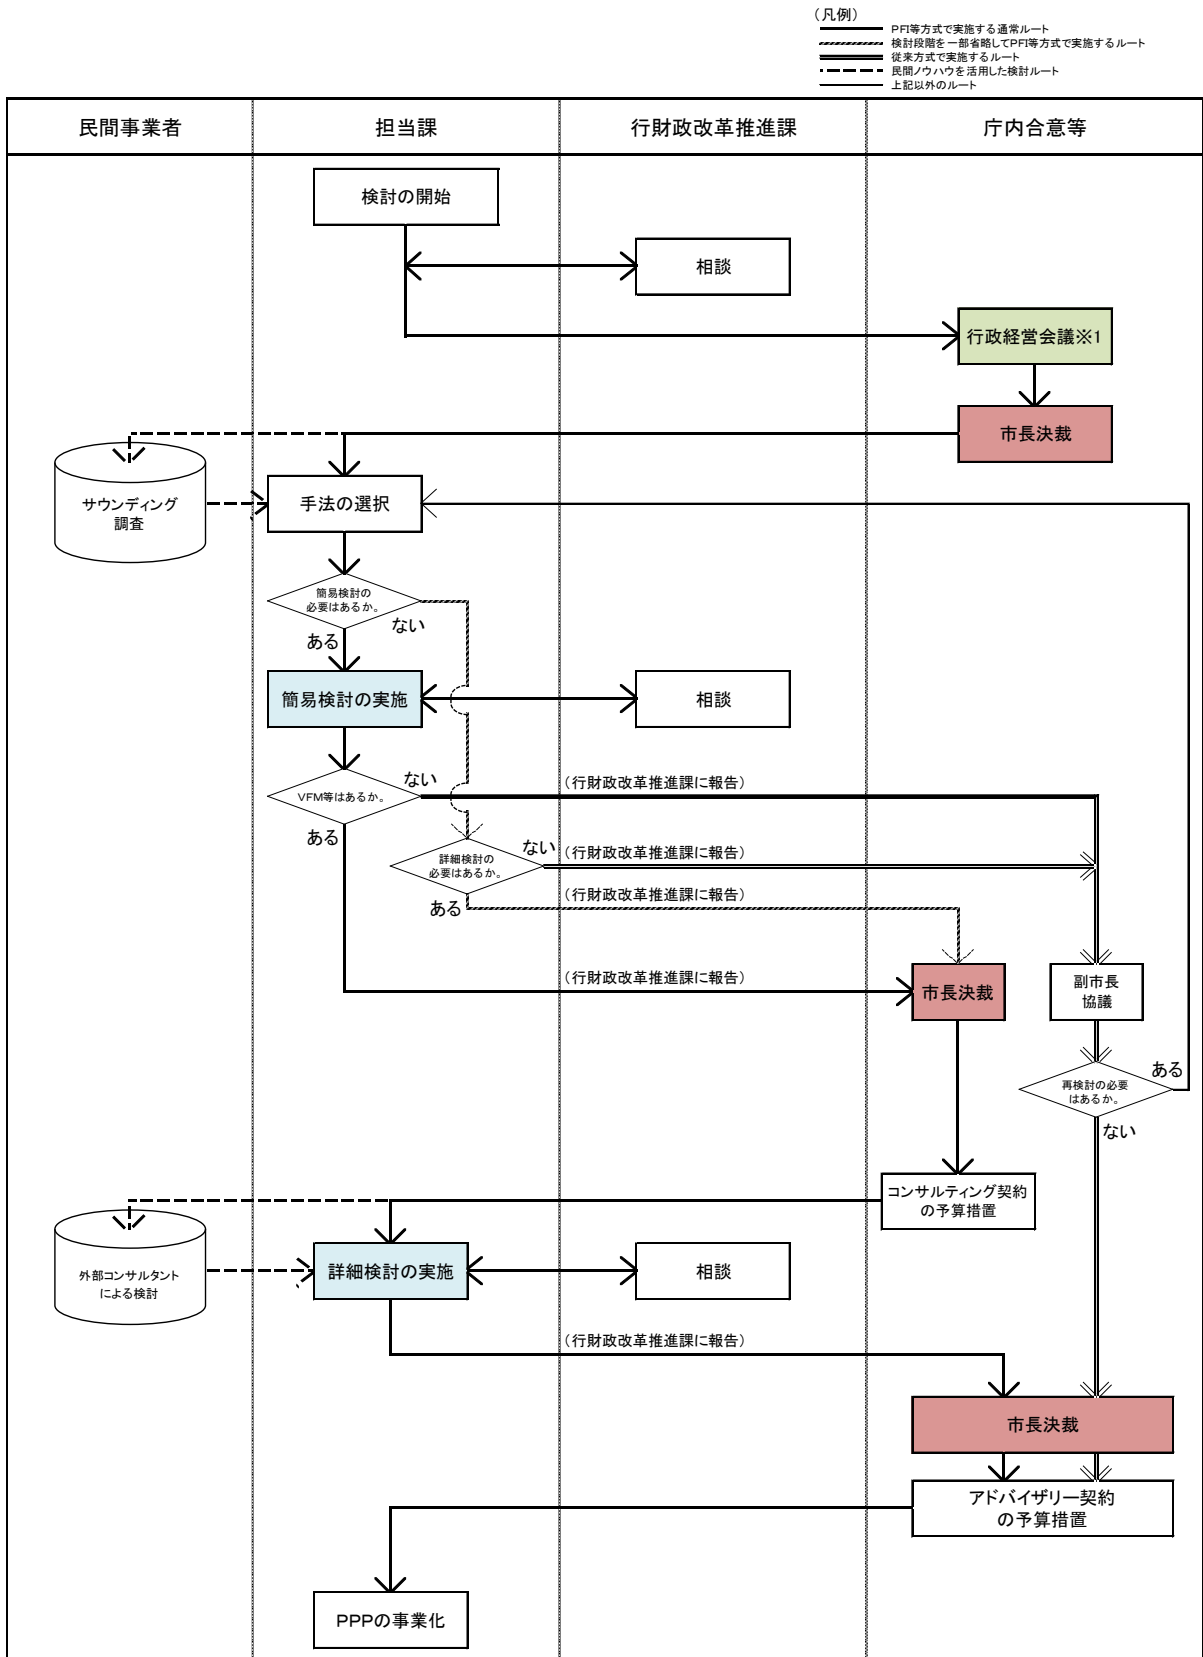 （凡例）
PFI等方式で実施する通常ルート
検討段階を一部省略してPFI等方式で実施するルート
従来方式で実施するルート
民間ノウハウを活用した検討ルート
上記以外のルート
民間事業者
担当課
行財政改革推進課
庁内合意等
検討の開始
相談
行政経営会議※1
市長決裁
サウンディング
調査
手法の選択
簡易検討の
必要はあるか。
ない
ある
簡易検討の実施
相談
ない
（行財政改革推進課に報告）
VFM等はあるか。
ある
ない
（行財政改革推進課に報告）
詳細検討の
必要はあるか。
ある
（行財政改革推進課に報告）
（行財政改革推進課に報告）
市長決裁
副市長
協議
ある
再検討の必要
はあるか。
ない
コンサルティング契約
の予算措置
外部コンサルタント
による検討
詳細検討の実施
相談
（行財政改革推進課に報告）
市長決裁
アドバイザリー契約
の予算措置
PPPの事業化